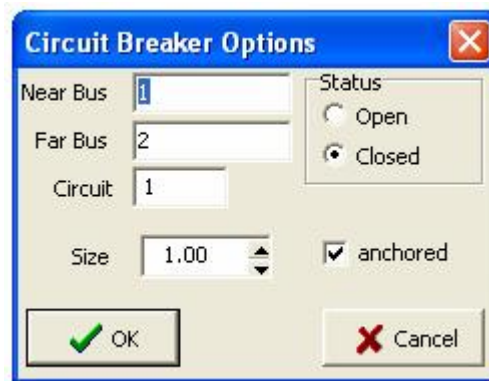 Circuit Breaker Options
Near Bus 1
Far Bus 2
Circuit 1
Status
Open
Closed
Size 1.00
anchored
OK
Cancel